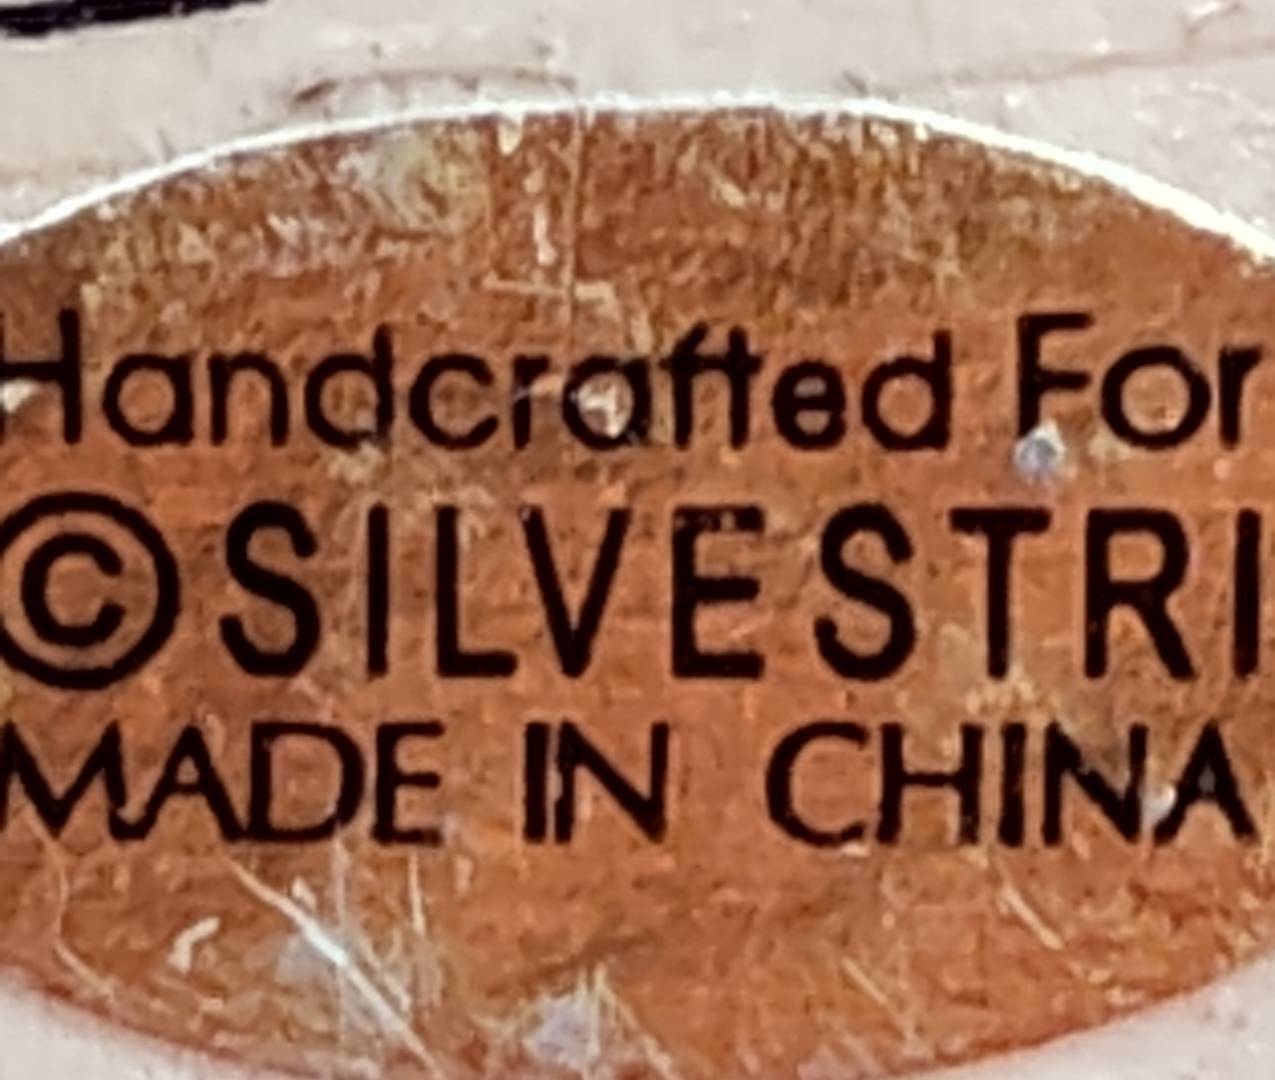 Handcrafted For
©SILVESTRI
MADE IN CHINA